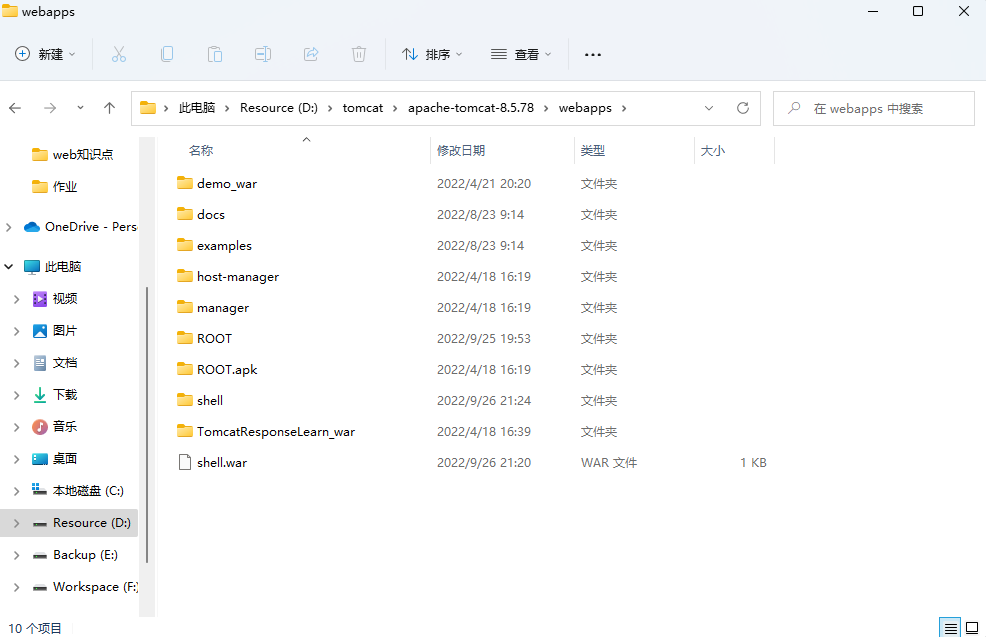 webapps
新建 排序 查看
此电脑 Resource (D:) tomcat apache-tomcat-8.5.78 webapps 在 webapps 中搜索
名称 修改日期 类型 大小
web知识点
作业
OneDrive - Pers
此电脑
视频
图片
文档
下载
音乐
桌面
本地磁盘 (C:)
Resource (D:)
Backup (E:)
Workspace (F:)
demo_war 2022/4/21 20:20 文件夹
docs 2022/8/23 9:14 文件夹
examples 2022/8/23 9:14 文件夹
host-manager 2022/4/18 16:19 文件夹
manager 2022/4/18 16:19 文件夹
ROOT 2022/9/25 19:53 文件夹
ROOT.apk 2022/4/18 16:19 文件夹
shell 2022/9/26 21:24 文件夹
TomcatResponseLearn_war 2022/4/18 16:39 文件夹
shell.war 2022/9/26 21:20 WAR 文件 1 KB
10 个项目